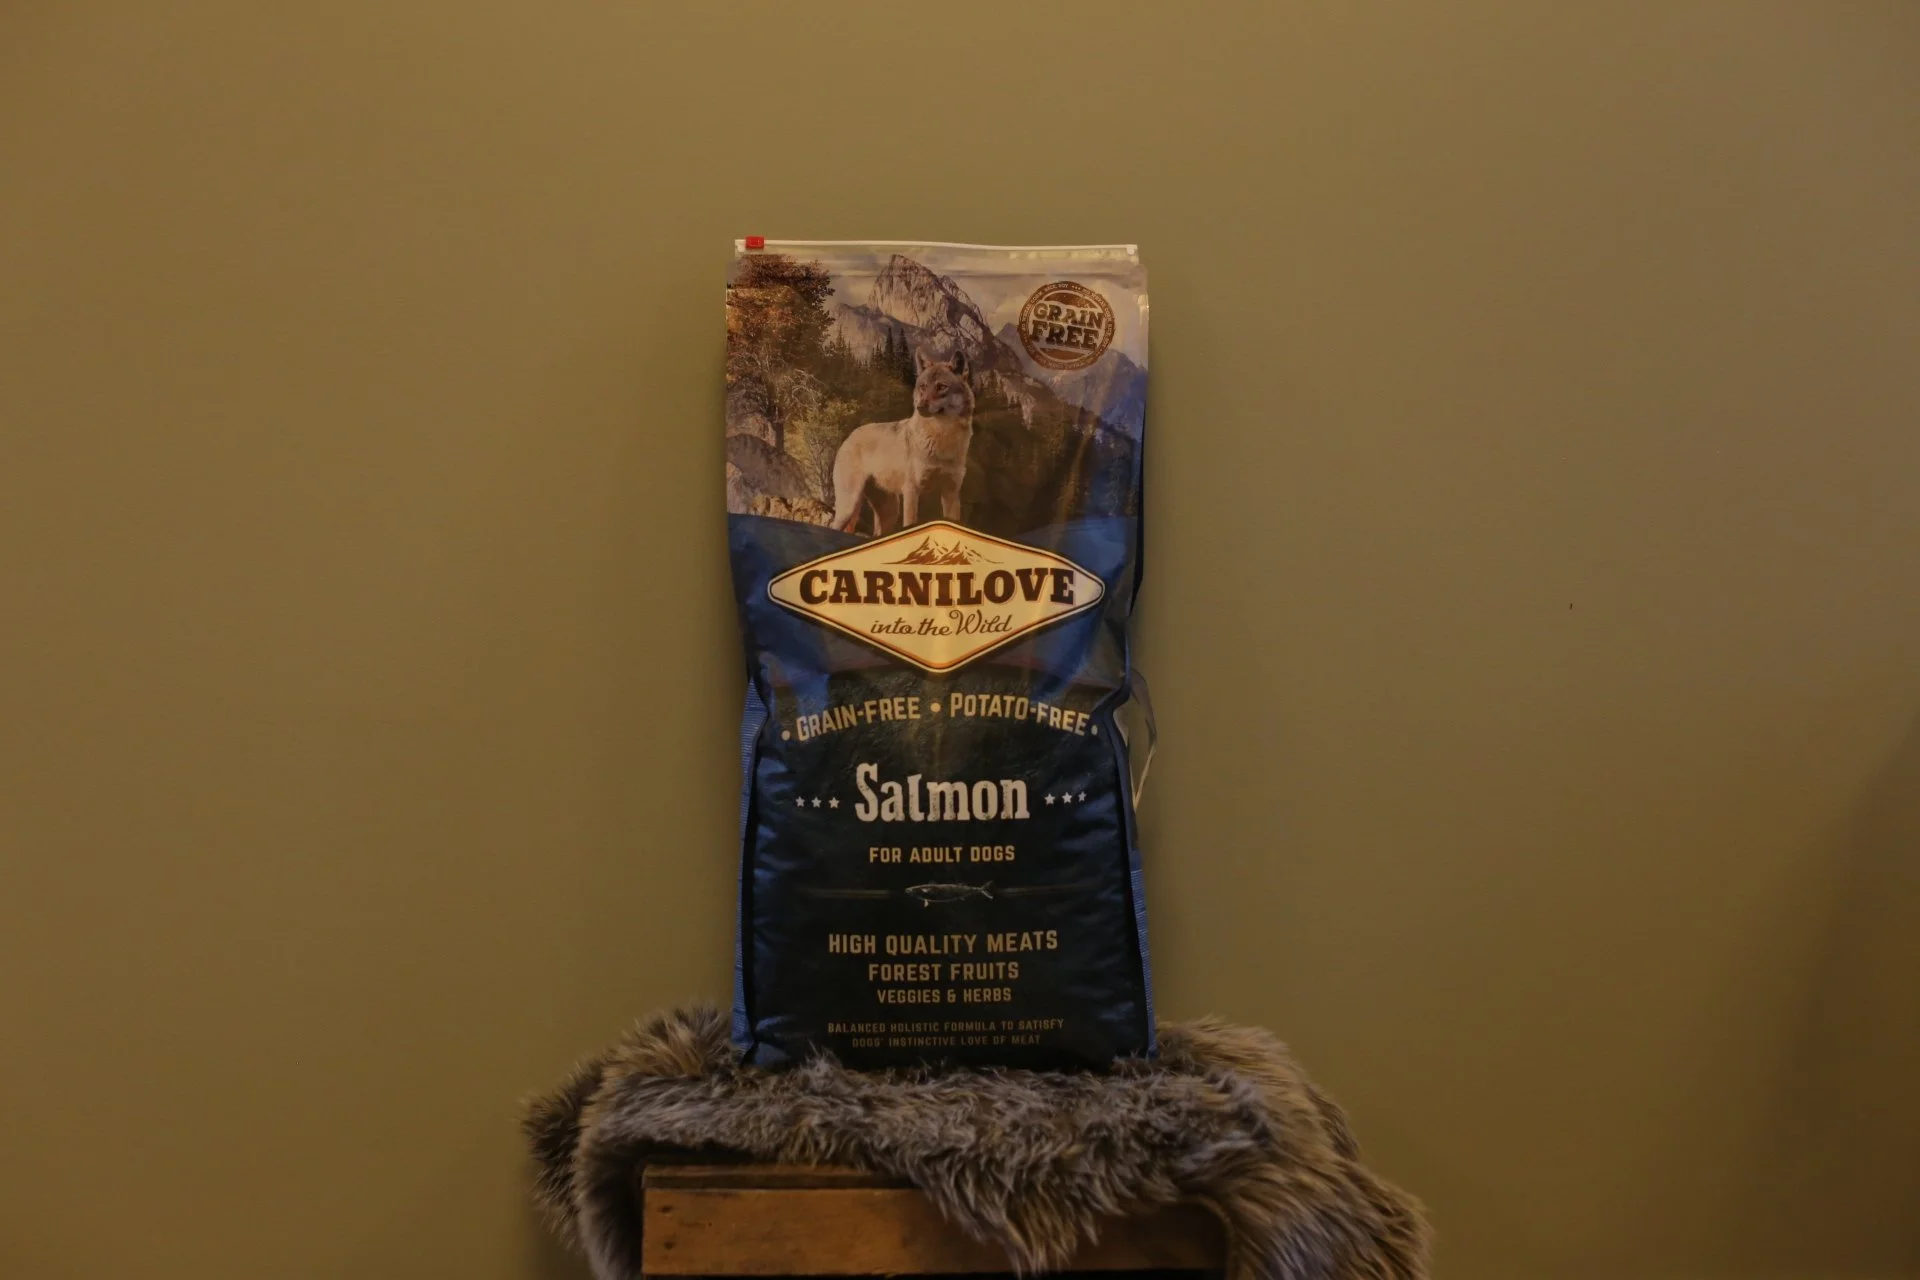 GRAIN
FREE
CARNILOVE
into the Wild
• GRAIN-FREE • POTATO-FREE •
Salmon
FOR ADULT DOGS
HIGH QUALITY MEATS
FOREST FRUITS
VEGGIES & HERBS
BALANCED HOLISTIC FORMULA TO SATISFY
DOGS' INSTINCTIVE LOVE OF MEAT